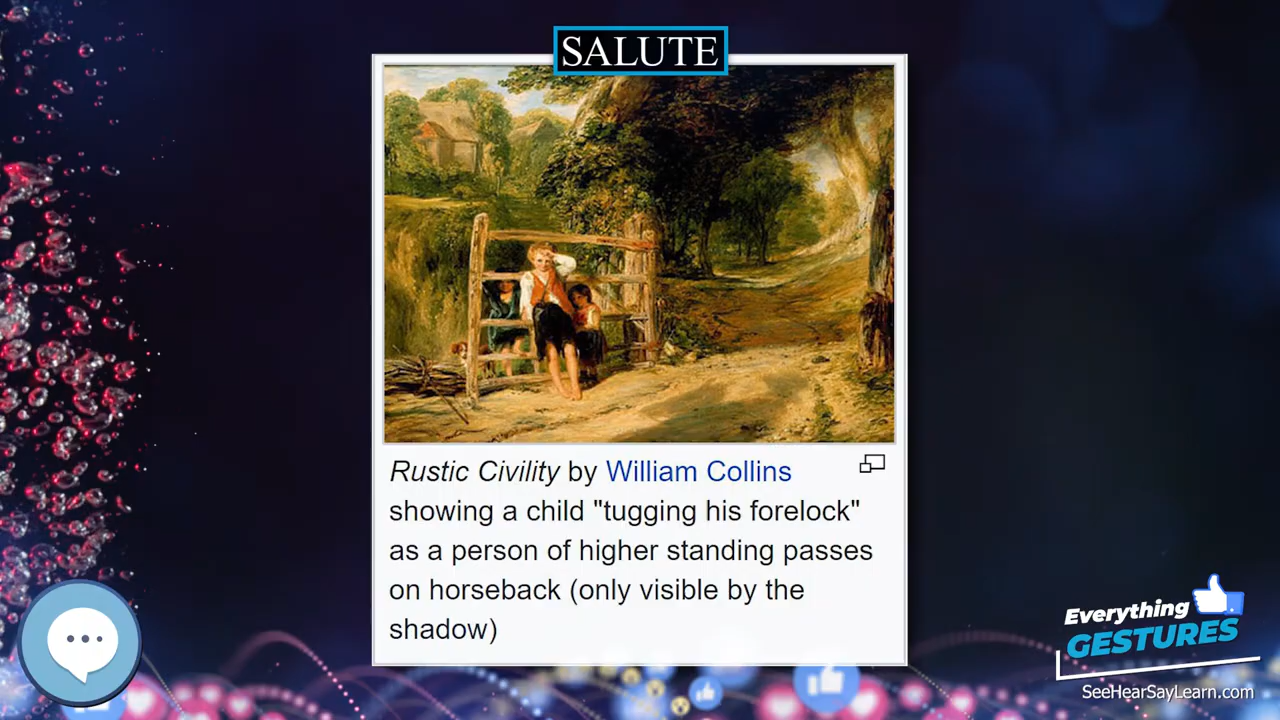 SALUTE
Rustic Civility by William Collins
showing a child "tugging his forelock"
as a person of higher standing passes
on horseback (only visible by the
shadow)
Everything
GESTURES
SeeHearSayLearn.com